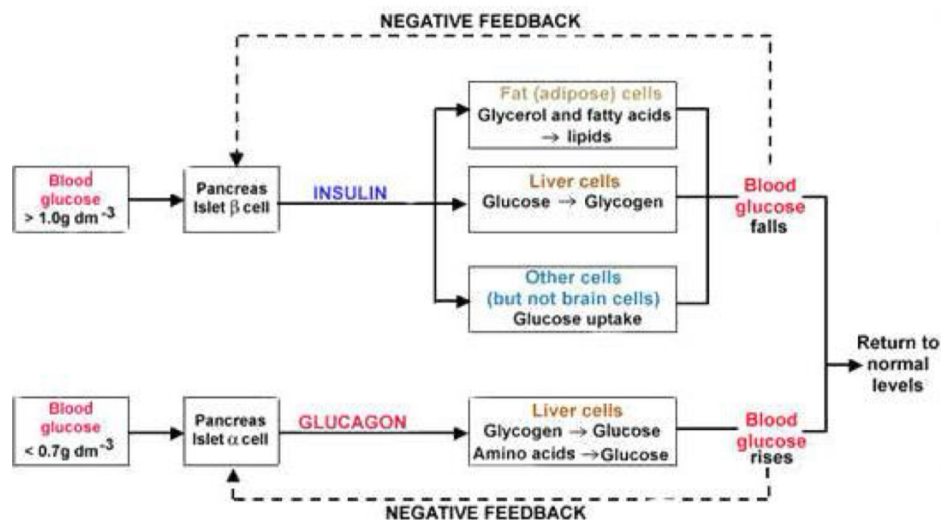 NEGATIVE FEEDBACK
Fat (adipose) cells
Glycerol and fatty acids
→ lipids
Blood
glucose
> 1.0g dm⁻³
Pancreas
Islet β cell
INSULIN
Liver cells
Glucose → Glycogen
Blood
glucose
falls
Other cells
(but not brain cells)
Glucose uptake
Return to
normal
levels
Blood
glucose
< 0.7g dm⁻³
Pancreas
Islet α cell
GLUCAGON
Liver cells
Glycogen → Glucose
Amino acids →Glucose
Blood
glucose
rises
NEGATIVE FEEDBACK